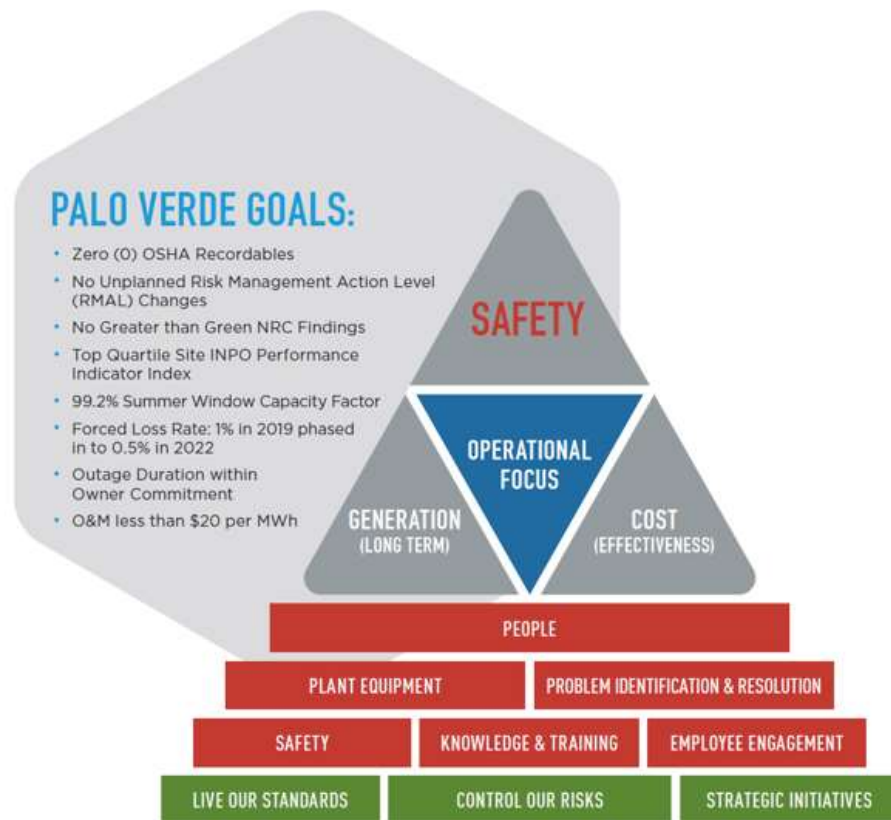 PALO VERDE GOALS:
• Zero (0) OSHA Recordables
• No Unplanned Risk Management Action Level
(RMAL) Changes
• No Greater than Green NRC Findings
• Top Quartile Site INPO Performance
Indicator Index
• 99.2% Summer Window Capacity Factor
• Forced Loss Rate: 1% in 2019 phased
in to 0.5% in 2022
• Outage Duration within
Owner Commitment
• O&M less than $20 per MWh
SAFETY
OPERATIONAL
FOCUS
GENERATION
(LONG TERM)
COST
(EFFECTIVENESS)
PEOPLE
PLANT EQUIPMENT
PROBLEM IDENTIFICATION & RESOLUTION
SAFETY
KNOWLEDGE & TRAINING
EMPLOYEE ENGAGEMENT
LIVE OUR STANDARDS
CONTROL OUR RISKS
STRATEGIC INITIATIVES